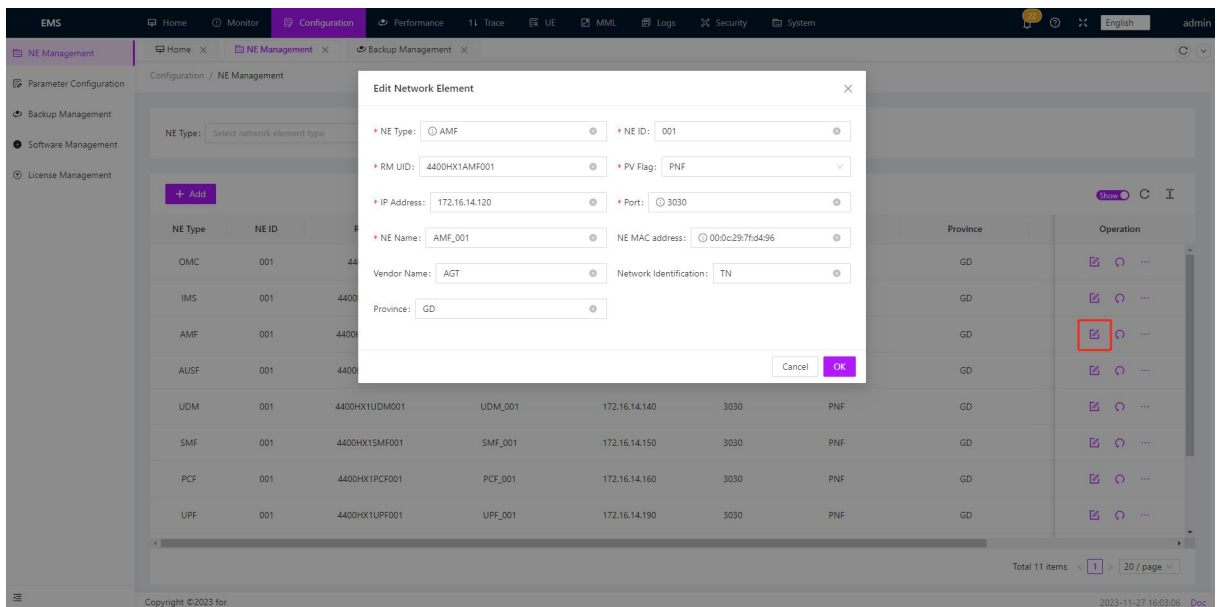 EMS Home Monitor Configuration Performance Trace UE MML Logs Security System 22 English admin
NE Management Home NE Management Backup Management
Parameter Configuration Configuration / NE Management
Backup Management
Software Management
License Management
NE Type: Select network element type
Edit Network Element
* NE Type: AMF * NE ID: 001
* RM UID: 4400HX1AMF001 * PV Flag: PNF
* IP Address: 172.16.14.120 * Port: 3030
* NE Name: AMF_001 NE MAC address: 00:0c:29:7f:d4:96
Vendor Name: AGT Network Identification: TN
Province: GD
Cancel OK
+ Add Show
NE Type NE ID Province Operation
OMC 001 44 GD
IMS 001 4400 GD
AMF 001 4400 GD
AUSF 001 4400 GD
UDM 001 4400HX1UDM001 UDM_001 172.16.14.140 3030 PNF GD
SMF 001 4400HX1SMF001 SMF_001 172.16.14.150 3030 PNF GD
PCF 001 4400HX1PCF001 PCF_001 172.16.14.160 3030 PNF GD
UPF 001 4400HX1UPF001 UPF_001 172.16.14.190 3030 PNF GD
Total 11 items < 1 > 20 / page
Copyright ©2023 for 2023-11-27 16:03:06 Doc